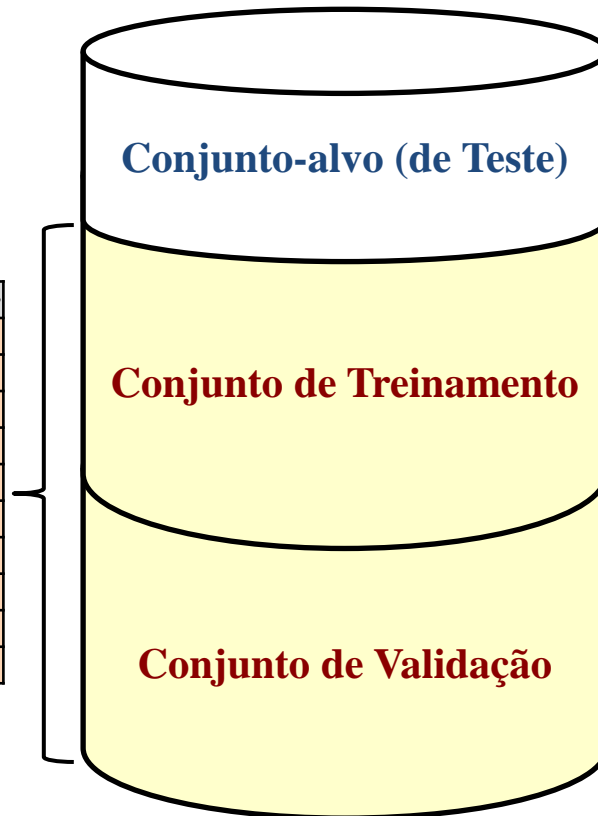 Conjunto-alvo (de Teste)
Conjunto de Treinamento
Conjunto de Validação